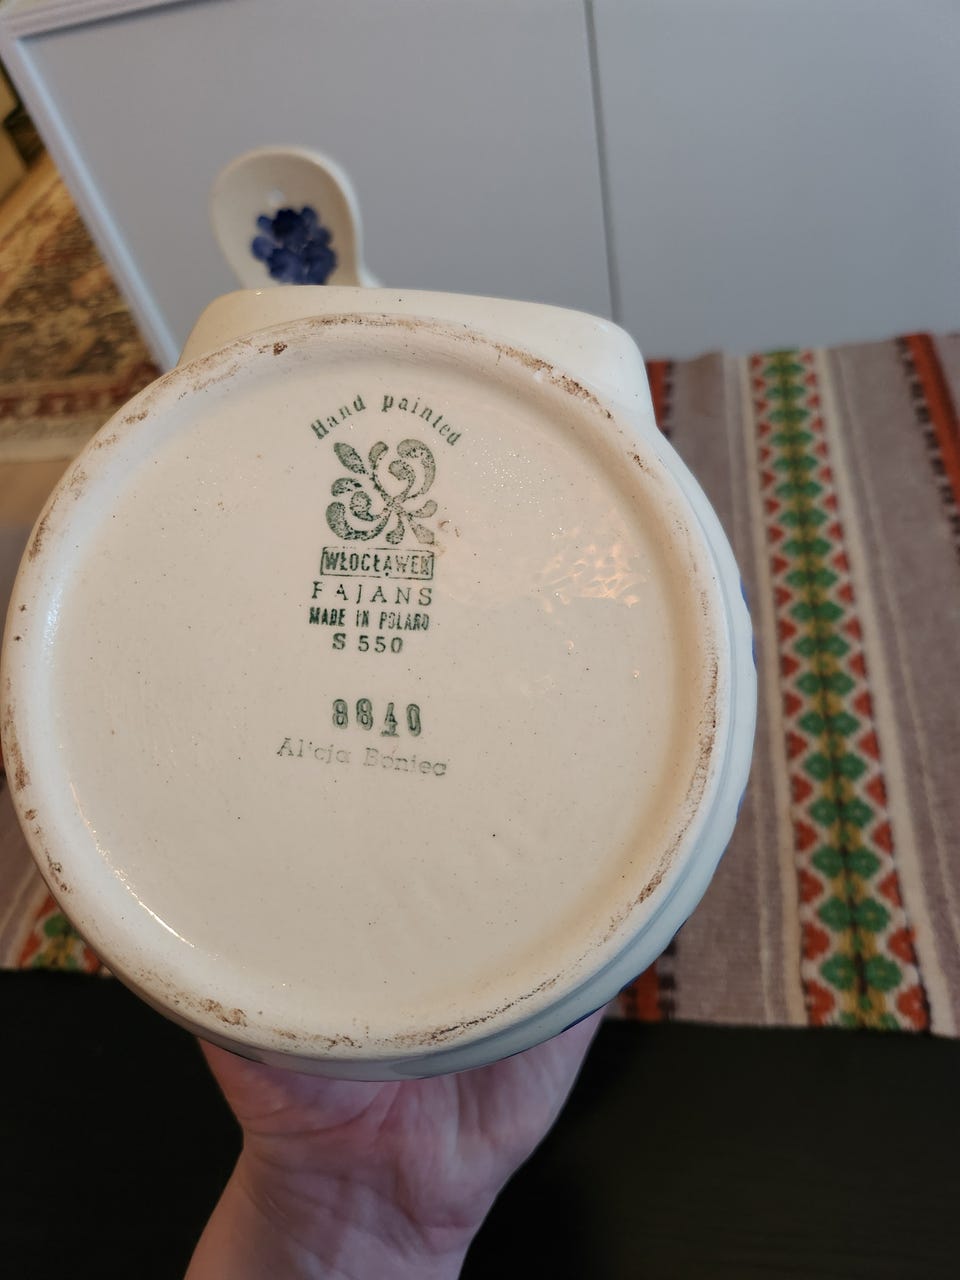 Hand painted
WŁOCŁAWEK
FAJANS
MADE IN POLAND
S 550
8840
Alicja Boniec